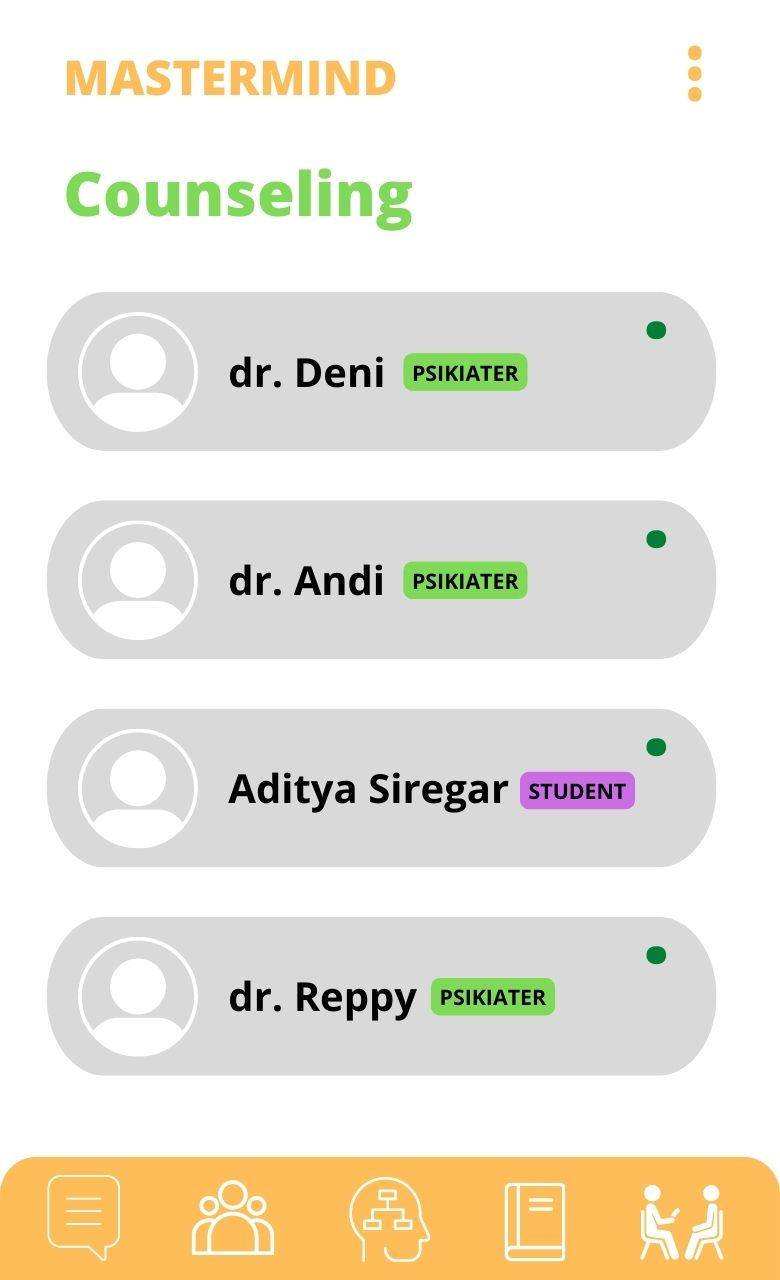 MASTERMIND
Counseling
dr. Deni PSIKIATER
dr. Andi PSIKIATER
Aditya Siregar STUDENT
dr. Reppy PSIKIATER